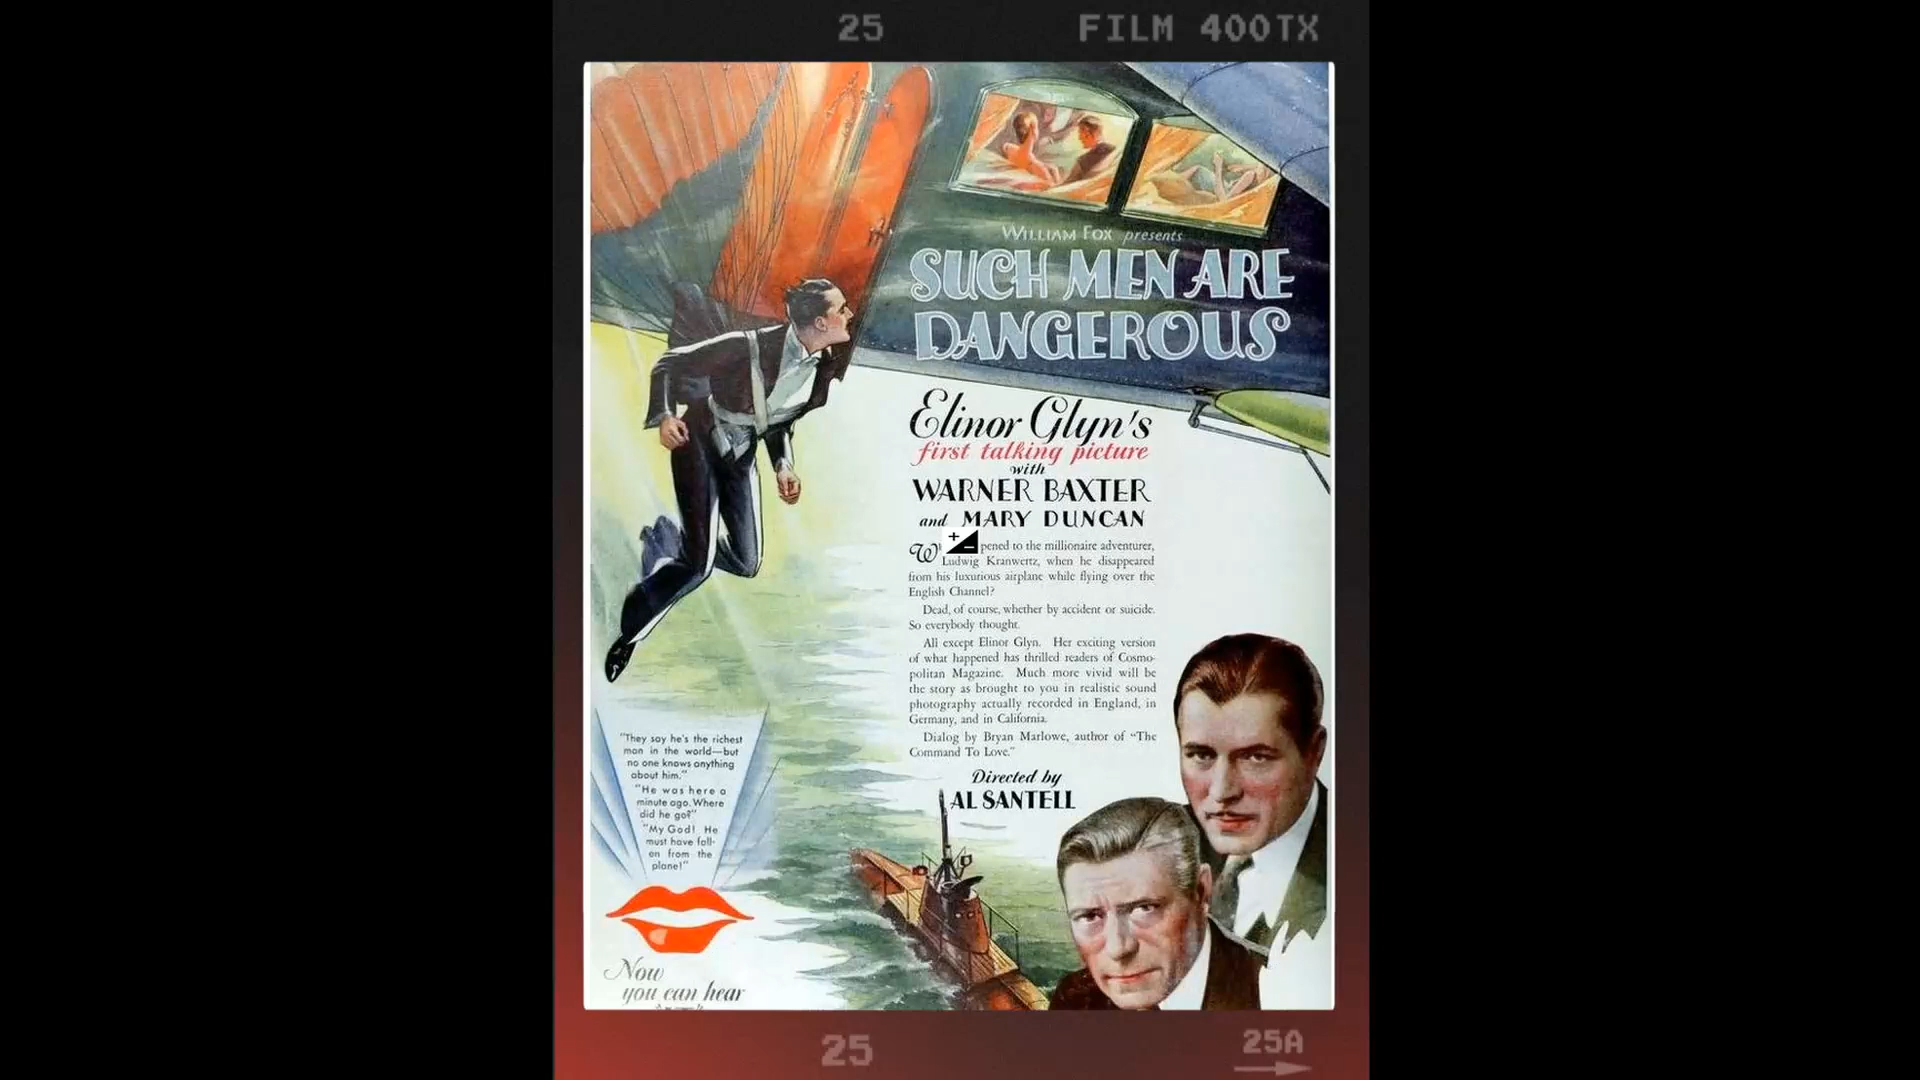 25
FILM 400TX
WILLIAM FOX presents
SUCH MEN ARE
DANGEROUS
Elinor Glyn's
first talking picture
with
WARNER BAXTER
and MARY DUNCAN
W pened to the millionaire adventurer,
Ludwig Kranwertz, when he disappeared
from his luxurious airplane while flying over the
English Channel?
Dead, of course, whether by accident or suicide.
So everybody thought.
All except Elinor Glyn. Her exciting version
of what happened has thrilled readers of Cosmo-
politan Magazine. Much more vivid will be
the story as brought to you in realistic sound
photography actually recorded in England, in
Germany, and in California.
Dialog by Bryan Marlowe, author of "The
Command To Love."
Directed by
AL SANTELL
"They say he's the richest
man in the world—but
no one knows anything
about him."
"He was here a
minute ago. Where
did he go?"
"My God! He
must have fall-
en from the
plane!"
Now
you can hear
25
25A